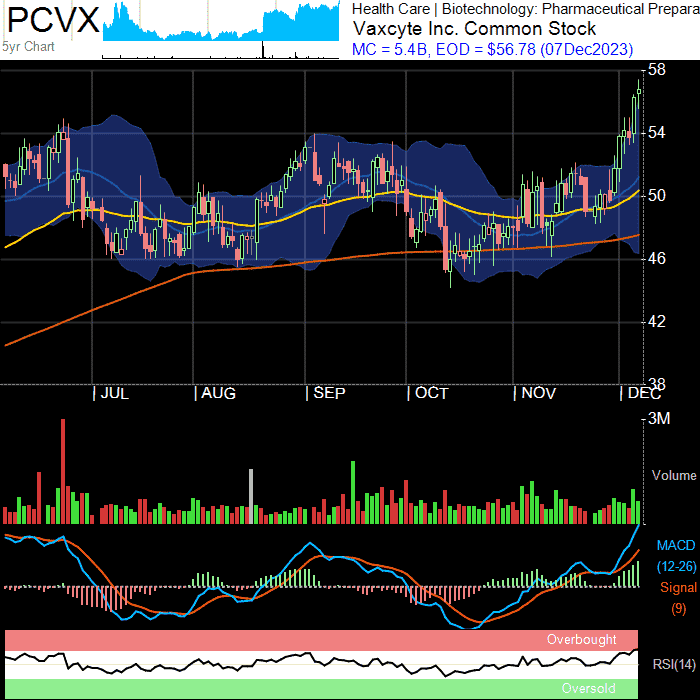 PCVX
5yr Chart
Health Care | Biotechnology: Pharmaceutical Prepara
Vaxcyte Inc. Common Stock
MC = 5.4B, EOD = $56.78 (07Dec2023)
58
54
50
46
42
38
| JUL | AUG | SEP | OCT | NOV | DEC
3M
Volume
MACD
(12-26)
Signal
(9)
Overbought
RSI(14)
Oversold